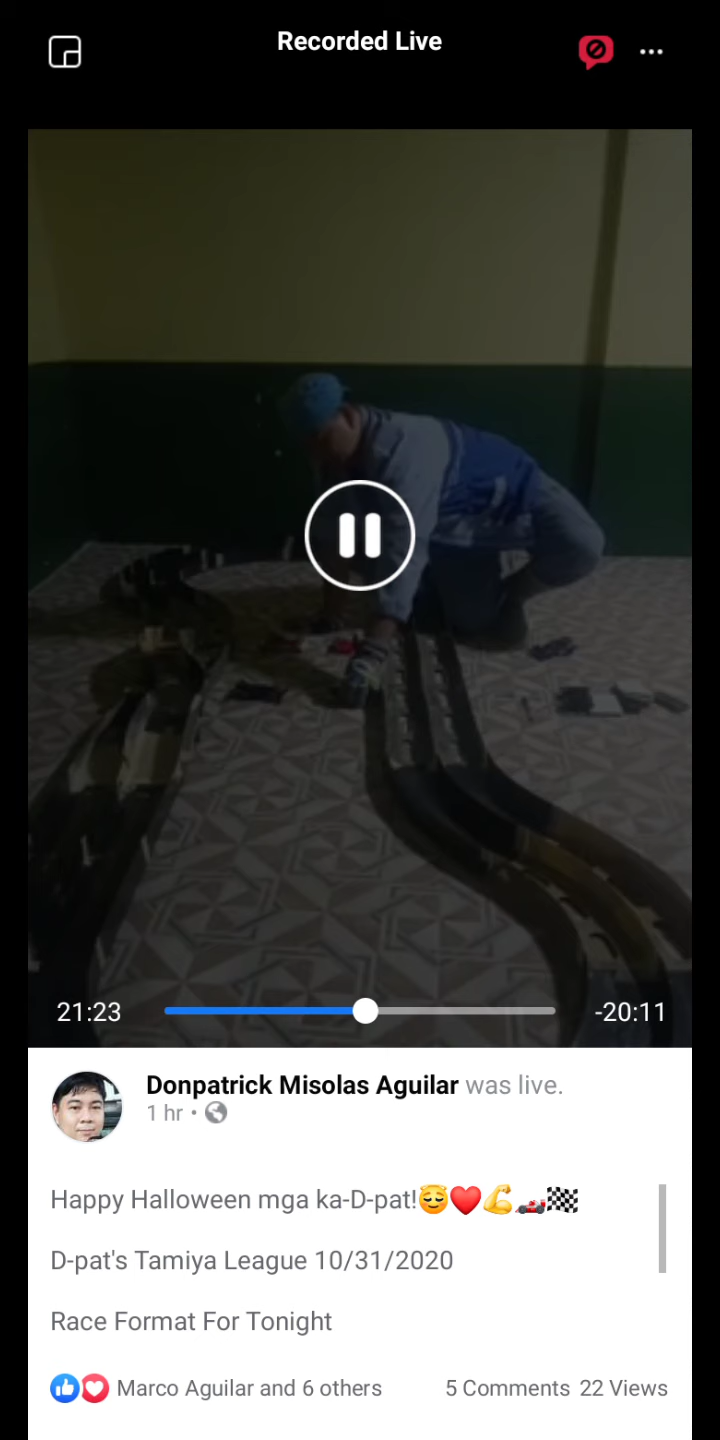 Recorded Live
21:23 -20:11
Donpatrick Misolas Aguilar was live.
1 hr •
Happy Halloween mga ka-D-pat!😇❤️💪🏎️🏁
D-pat's Tamiya League 10/31/2020
Race Format For Tonight
Marco Aguilar and 6 others 5 Comments 22 Views